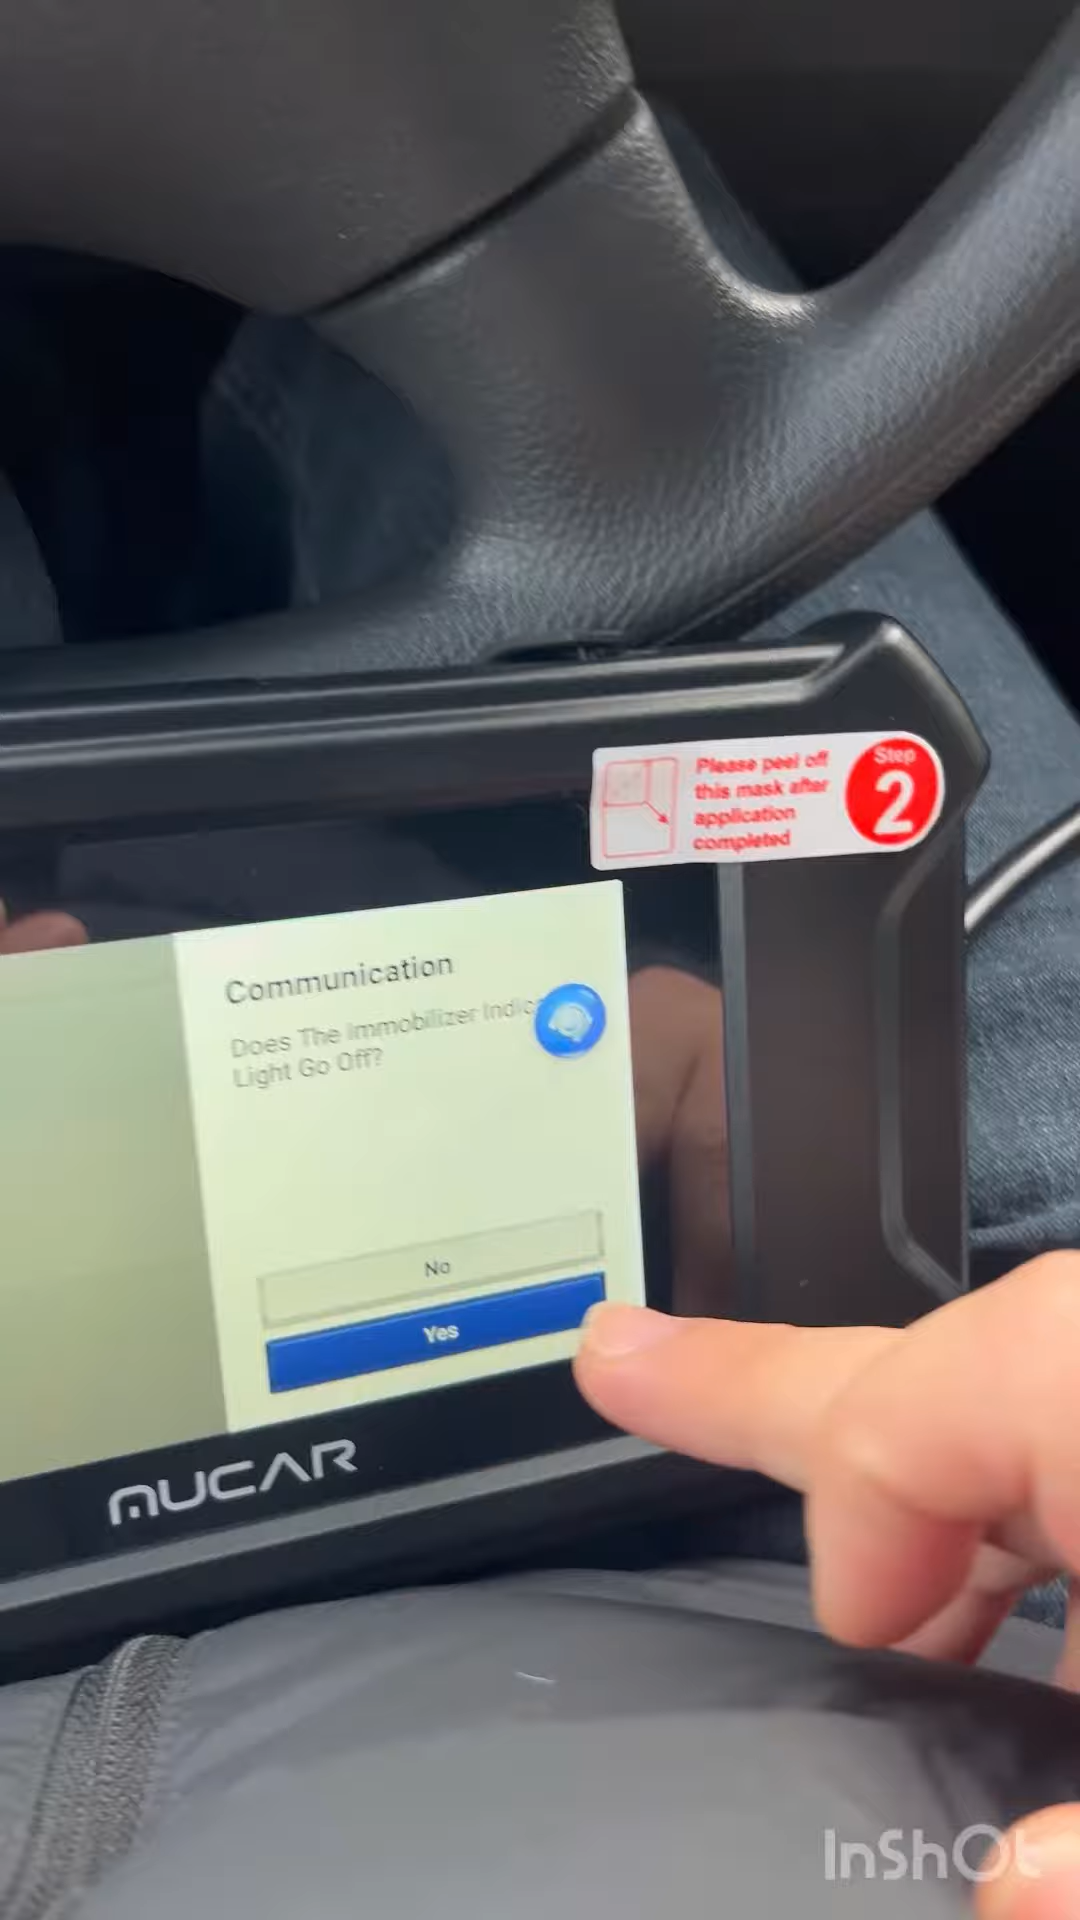 Please peel off
this mask after
application
completed
Step
2
Communication
Does The Immobilizer
Light Go Off?
No
Yes
MUCAR
InShOt